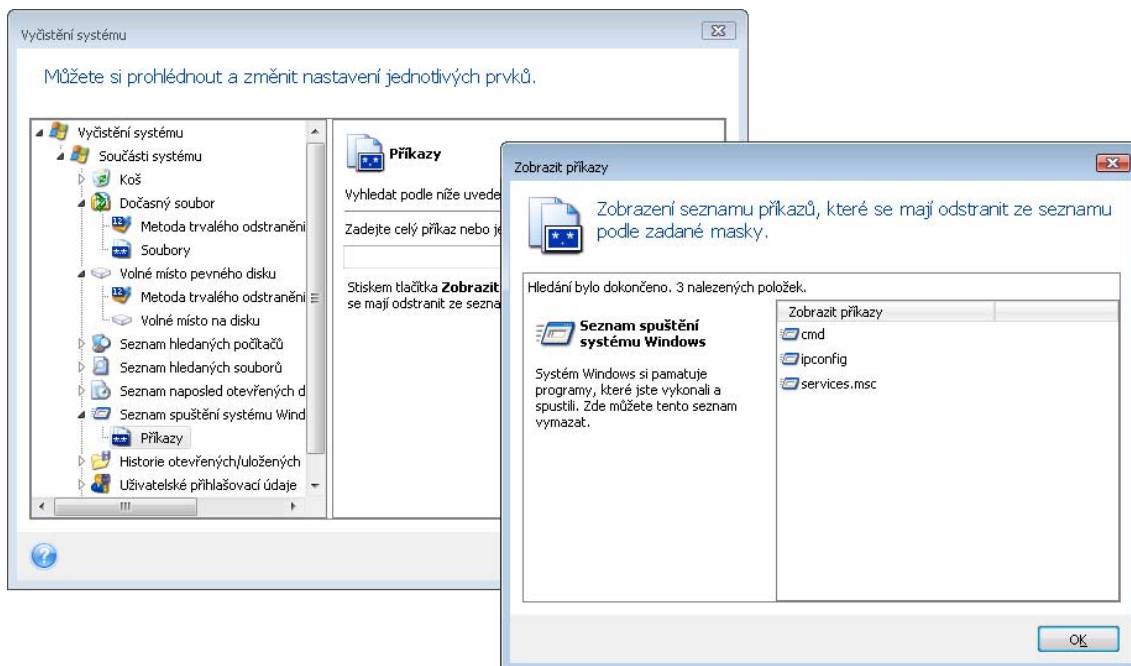 Vyčistění systému
Můžete si prohlédnout a změnit nastavení jednotlivých prvků.
Vyčistění systému
Součásti systému
Koš
Dočasný soubor
Metoda trvalého odstraněni
Soubory
Volné místo pevného disku
Metoda trvalého odstraněni
Volné místo na disku
Seznam hledaných počítačů
Seznam hledaných souborů
Seznam naposled otevřených d
Seznam spuštění systému Wind
Příkazy
Historie otevřených/uložených
Uživatelské přihlašovací údaje
Příkazy
Vyhledat podle níže uvede
Zadejte celý příkaz nebo je
Stiskem tlačítka Zobrazit
se mají odstranit ze sezna
Zobrazit příkazy
Zobrazení seznamu příkazů, které se mají odstranit ze seznamu
podle zadané masky.
Hledání bylo dokončeno. 3 nalezených položek.
Seznam spuštění
systému Windows
Systém Windows si pamatuje
programy, které jste vykonali a
spustili. Zde můžete tento seznam
vymazat.
Zobrazit příkazy
cmd
ipconfig
services.msc
OK